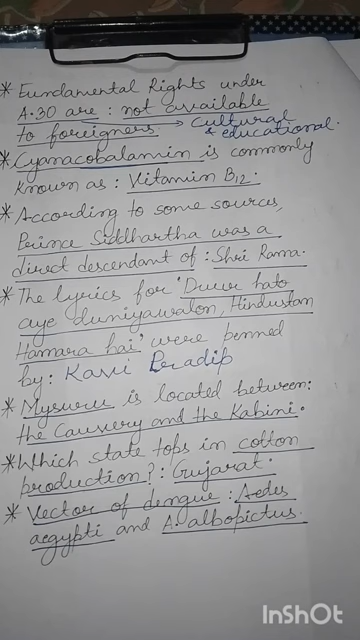 * Fundamental Rights under
A.30 are : not available
to foreigners. → Cultural
& educational.
* Cyanacobalamin is commonly
known as : Vitamin B12.
* According to some sources,
Prince Siddhartha was a
direct descendant of : Shri Rama.
* The lyrics for 'Duur hato
aye duniyawalon, Hindustan
Hamara hai' were penned
by: Kavi Pradip
* Mysuru is located between:
the Cauvery and the Kabini.
* Which state tops in cotton
production? : Gujarat.
* Vector of dengue : Aedes
aegypti and A. albopictus.
InShOt